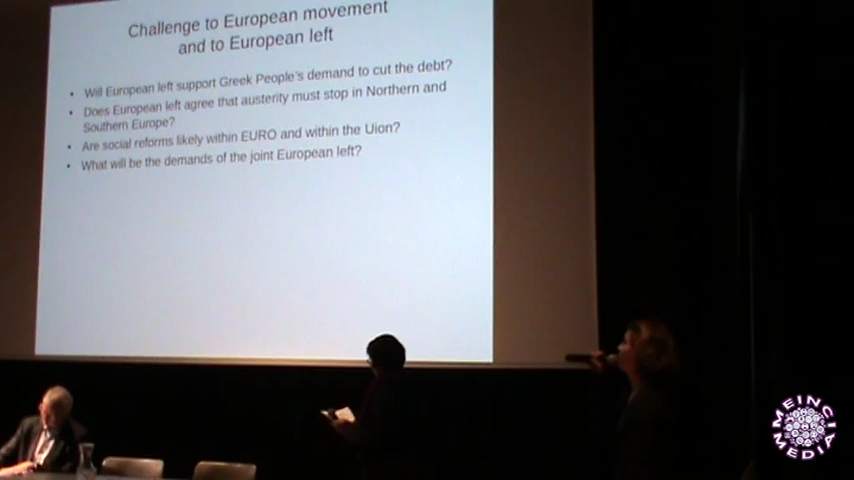 Challenge to European movement
and to European left
• Will European left support Greek People's demand to cut the debt?
• Does European left agree that austerity must stop in Northern and
Southern Europe?
• Are social reforms likely within EURO and within the Uion?
• What will be the demands of the joint European left?
MEINCIA
MEDIA